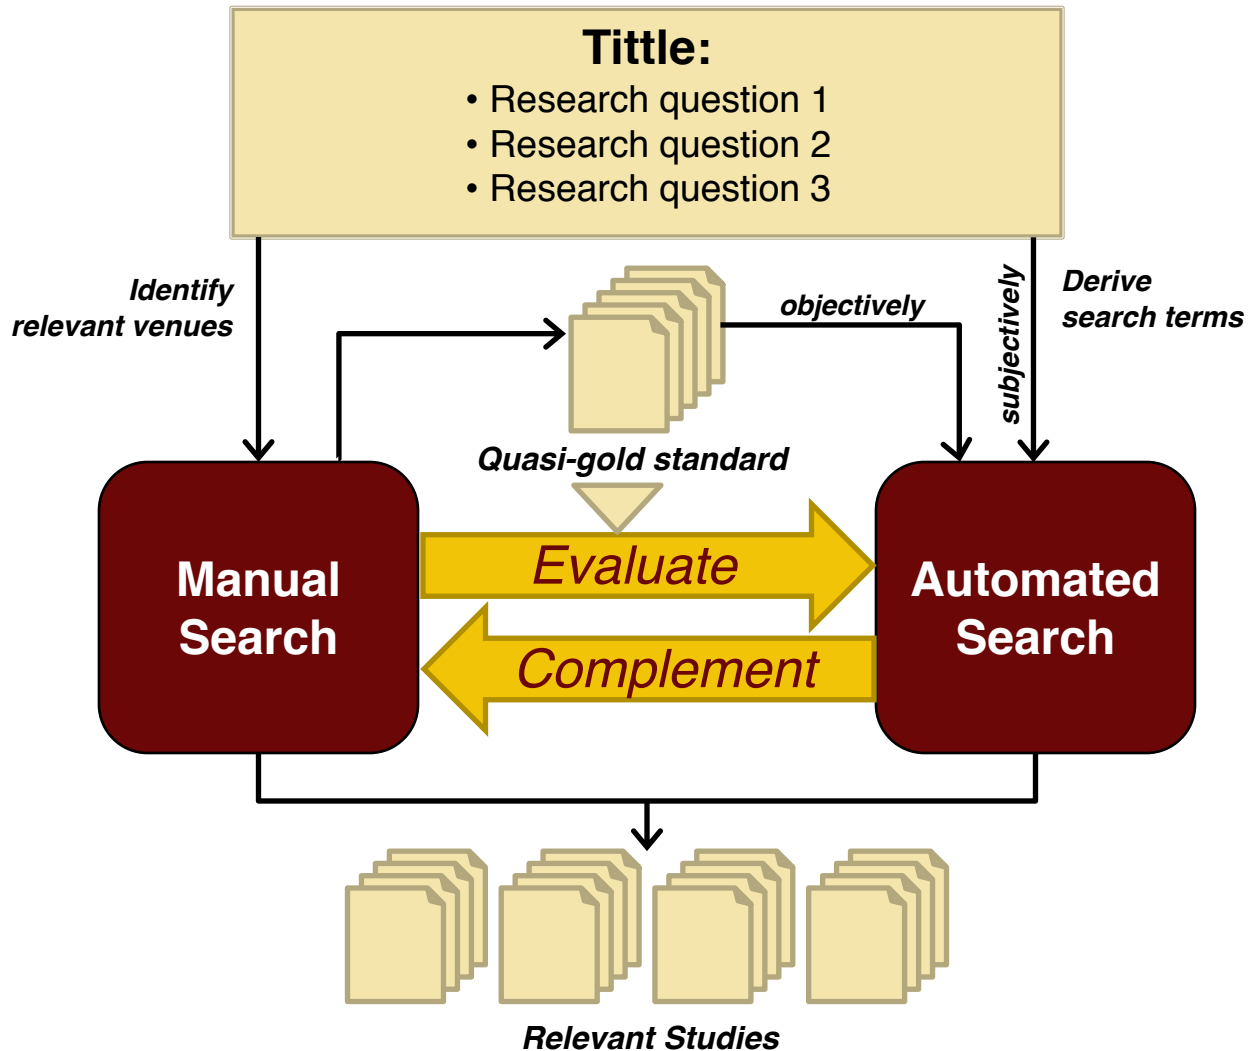 Tittle:
• Research question 1
• Research question 2
• Research question 3
Identify
relevant venues
objectively
subjectively
Derive
search terms
Quasi-gold standard
Manual
Search
Evaluate
Complement
Automated
Search
Relevant Studies